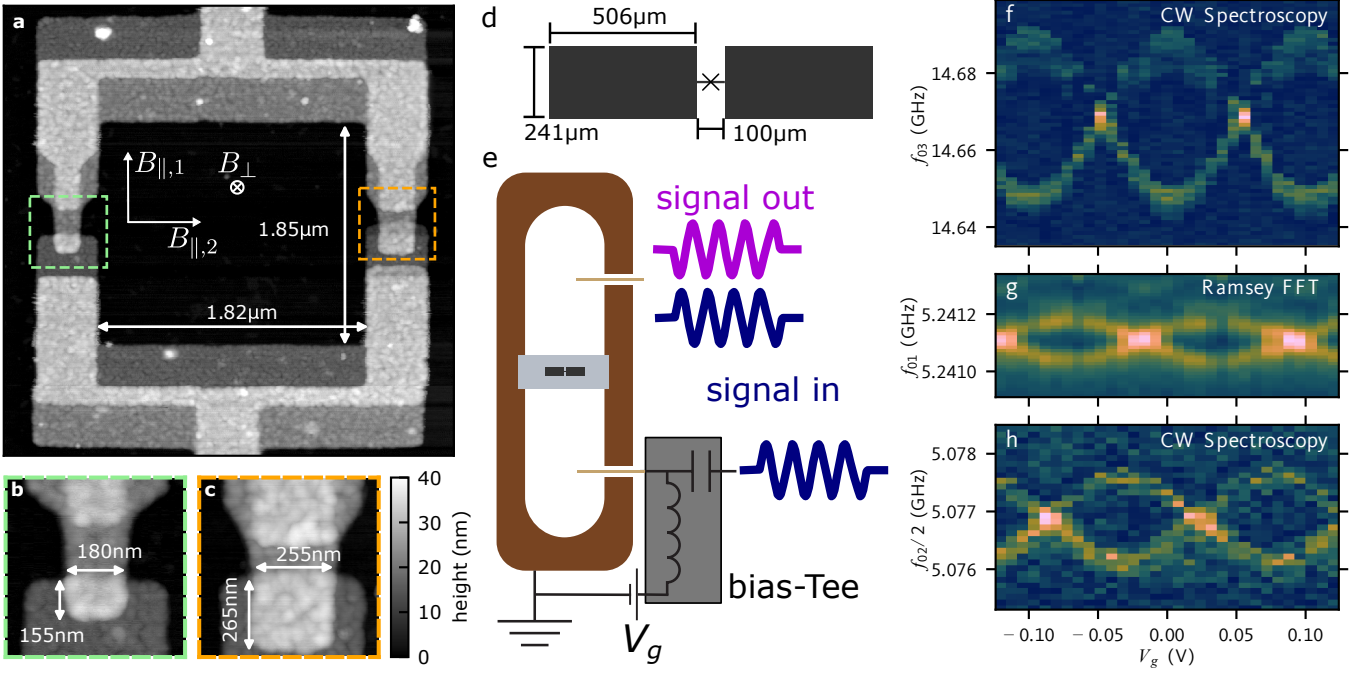 a
B∥,1
B⊥
B∥,2
1.85µm
1.82µm
b
180nm
155nm
c
255nm
265nm
40
30
20
10
0
height (nm)
d
506µm
241µm
100µm
e
signal out
signal in
bias-Tee
Vg
f
CW Spectroscopy
14.68
14.66
14.64
f03 (GHz)
g
Ramsey FFT
5.2412
5.2410
f01 (GHz)
h
CW Spectroscopy
5.078
5.077
5.076
f02/ 2 (GHz)
−0.10
−0.05
0.00
0.05
0.10
Vg (V)